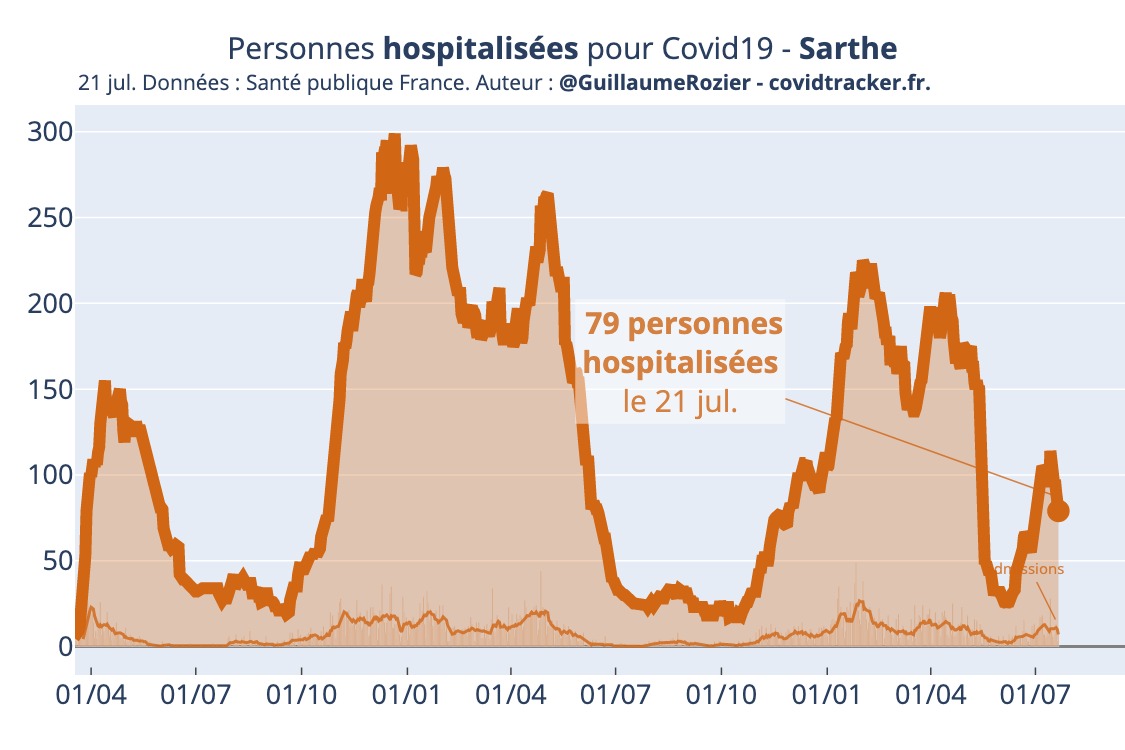 Personnes hospitalisées pour Covid19 - Sarthe
21 jul. Données : Santé publique France. Auteur : @GuillaumeRozier - covidtracker.fr.
300
250
200
150
100
50
0
79 personnes
hospitalisées
le 21 jul.
dmissions
01/04 01/07 01/10 01/01 01/04 01/07 01/10 01/01 01/04 01/07